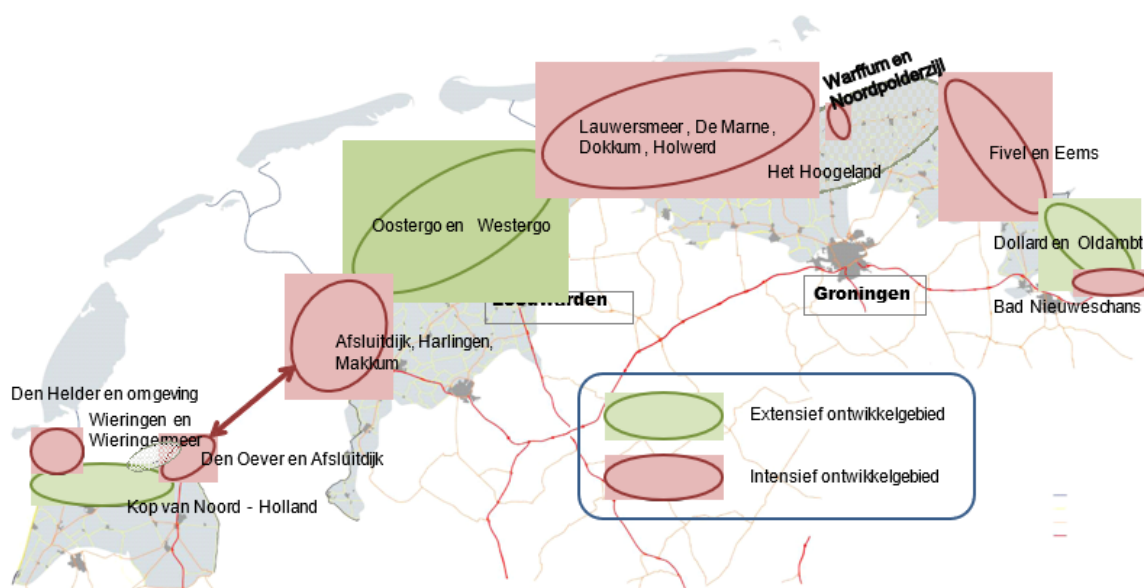 Warffum en
Noordpolderzijl
Lauwersmeer , De Marne ,
Dokkum , Holwerd
Fivel en Eems
Het Hoogeland
Oostergo en Westergo
Dollard en Oldambt
Leeuwarden
Groningen
Bad Nieuweschans
Afsluitdijk, Harlingen,
Makkum
Den Helder en omgeving
Wieringen en
Wieringermeer
Den Oever en Afsluitdijk
Kop van Noord - Holland
Extensief ontwikkelgebied
Intensief ontwikkelgebied